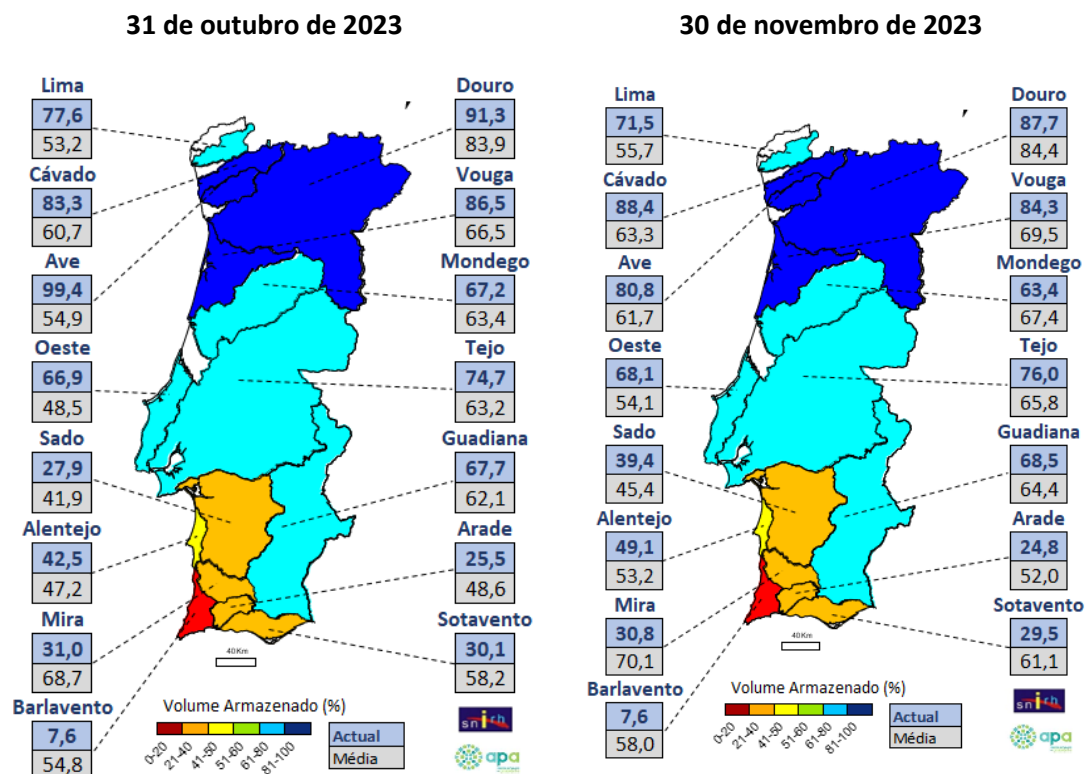 31 de outubro de 2023
Lima
77,6
53,2
Cávado
83,3
60,7
Ave
99,4
54,9
Oeste
66,9
48,5
Sado
27,9
41,9
Alentejo
42,5
47,2
Mira
31,0
68,7
Barlavento
7,6
54,8
Douro
91,3
83,9
Vouga
86,5
66,5
Mondego
67,2
63,4
Tejo
74,7
63,2
Guadiana
67,7
62,1
Arade
25,5
48,6
Sotavento
30,1
58,2
40Km
Volume Armazenado (%)
0-20
21-40
41-50
51-60
61-80
81-100
Actual
Média
snirh
apa
30 de novembro de 2023
Lima
71,5
55,7
Cávado
88,4
63,3
Ave
80,8
61,7
Oeste
68,1
54,1
Sado
39,4
45,4
Alentejo
49,1
53,2
Mira
30,8
70,1
Barlavento
7,6
58,0
Douro
87,7
84,4
Vouga
84,3
69,5
Mondego
63,4
67,4
Tejo
76,0
65,8
Guadiana
68,5
64,4
Arade
24,8
52,0
Sotavento
29,5
61,1
40Km
Volume Armazenado (%)
0-20
21-40
41-50
51-60
61-80
81-100
Actual
Média
snirh
apa